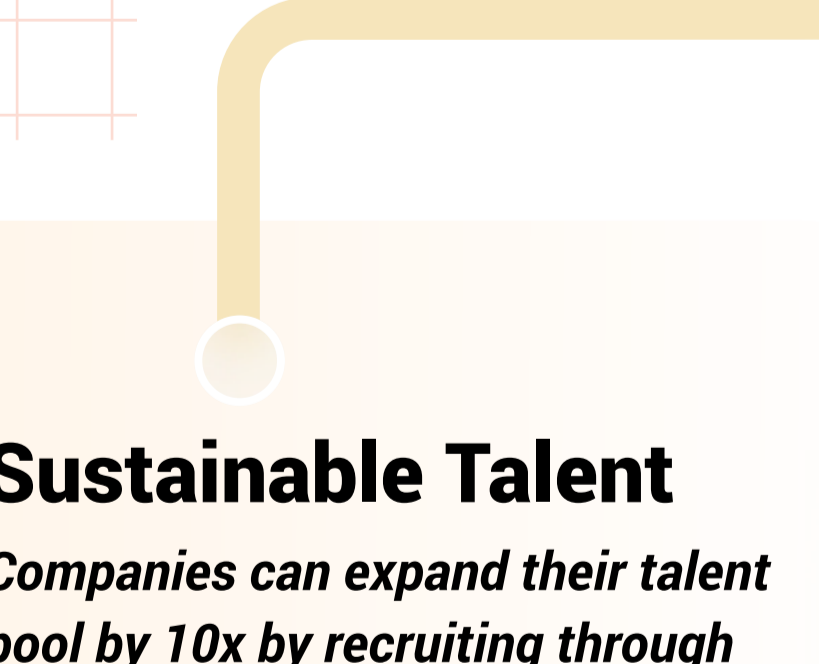 Sustainable Talent
Companies can expand their talent
pool by 10x by recruiting through